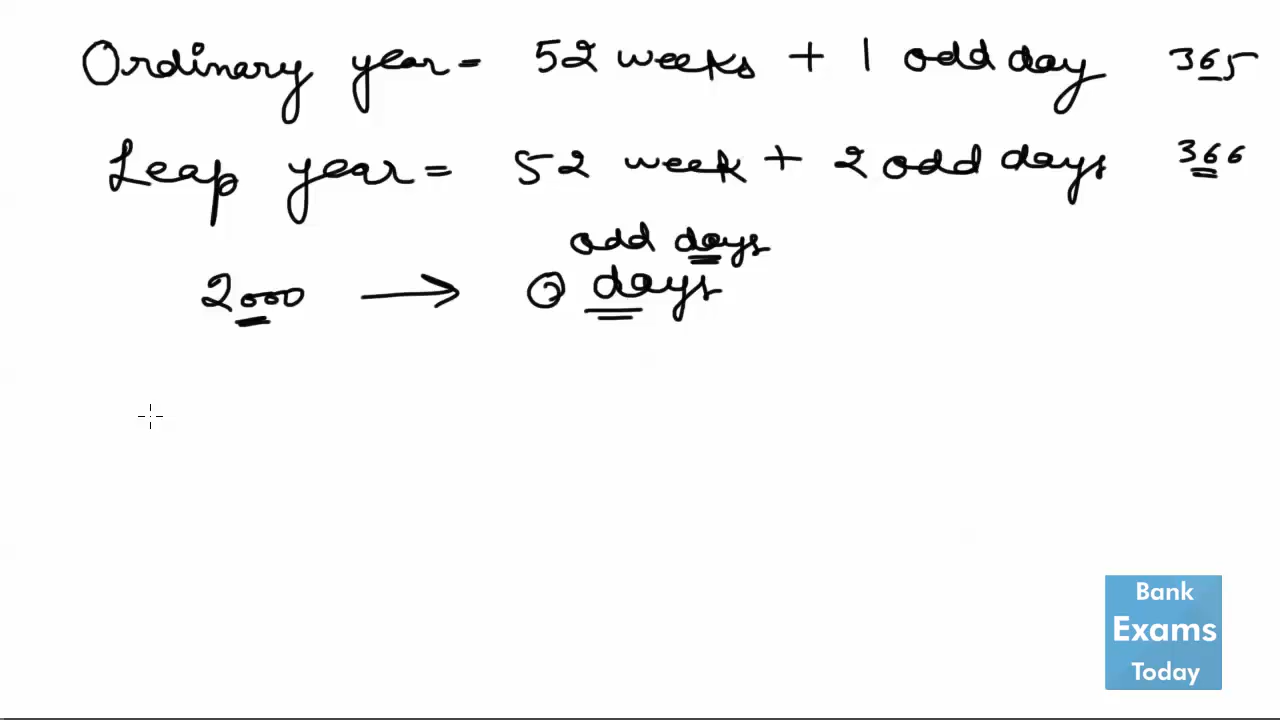 Ordinary year = 52 weeks + 1 odd day 365
Leap year = 52 week + 2 odd days 366
odd days
2000 → 0 days
Bank
Exams
Today